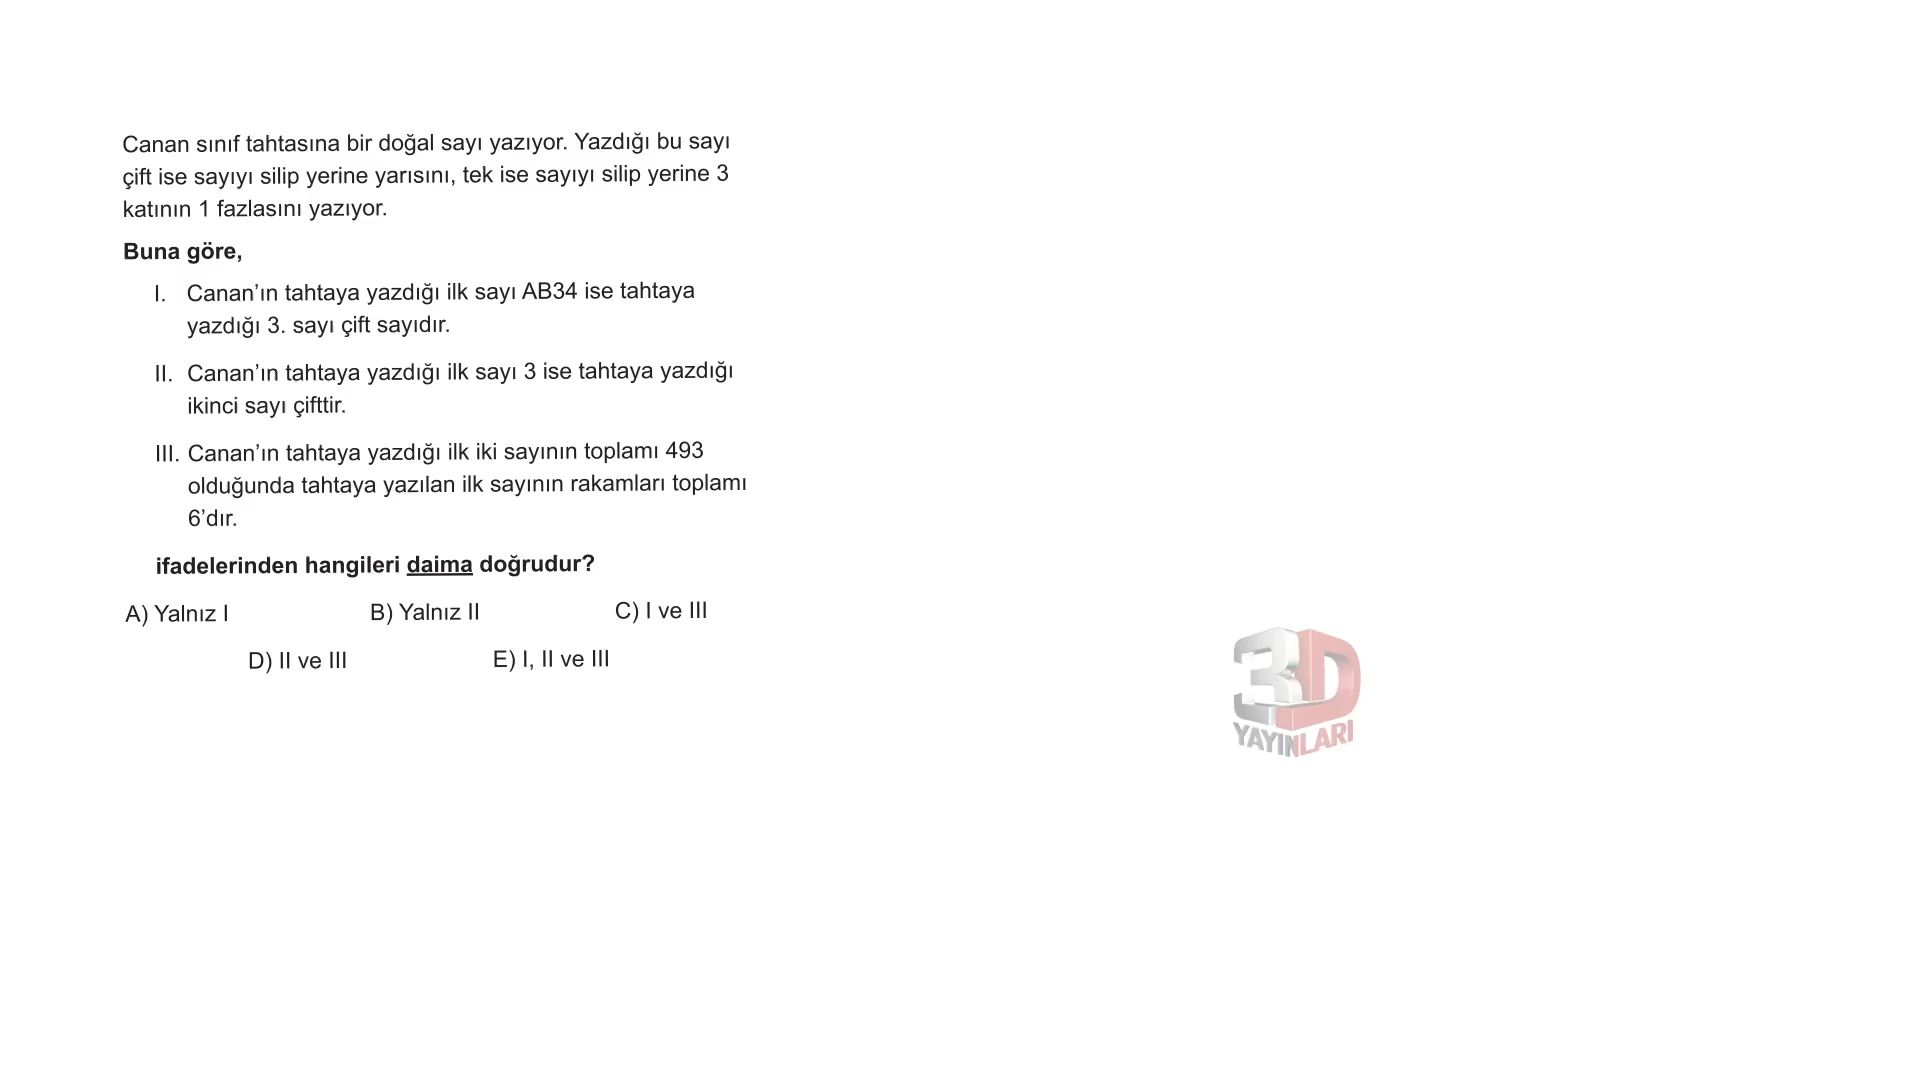 Canan sınıf tahtasına bir doğal sayı yazıyor. Yazdığı bu sayı
çift ise sayıyı silip yerine yarısını, tek ise sayıyı silip yerine 3
katının 1 fazlasını yazıyor.
Buna göre,
I. Canan’ın tahtaya yazdığı ilk sayı AB34 ise tahtaya
yazdığı 3. sayı çift sayıdır.
II. Canan’ın tahtaya yazdığı ilk sayı 3 ise tahtaya yazdığı
ikinci sayı çifttir.
III. Canan’ın tahtaya yazdığı ilk iki sayının toplamı 493
olduğunda tahtaya yazılan ilk sayının rakamları toplamı
6’dır.
ifadelerinden hangileri daima doğrudur?
A) Yalnız I B) Yalnız II C) I ve III
D) II ve III E) I, II ve III
3D
YAYINLARI